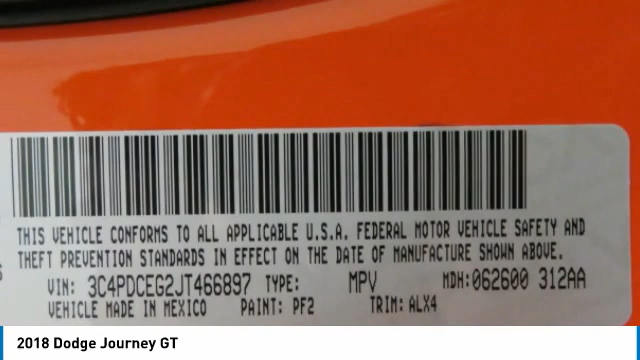 THIS VEHICLE CONFORMS TO ALL APPLICABLE U.S.A. FEDERAL MOTOR VEHICLE SAFETY AND
THEFT PREVENTION STANDARDS IN EFFECT ON THE DATE OF MANUFACTURE SHOWN ABOVE.
VIN: 3C4PDCEG2JT466897 TYPE: MPV MDH:062600 312AA
VEHICLE MADE IN MEXICO PAINT: PF2 TRIM: ALX4
2018 Dodge Journey GT